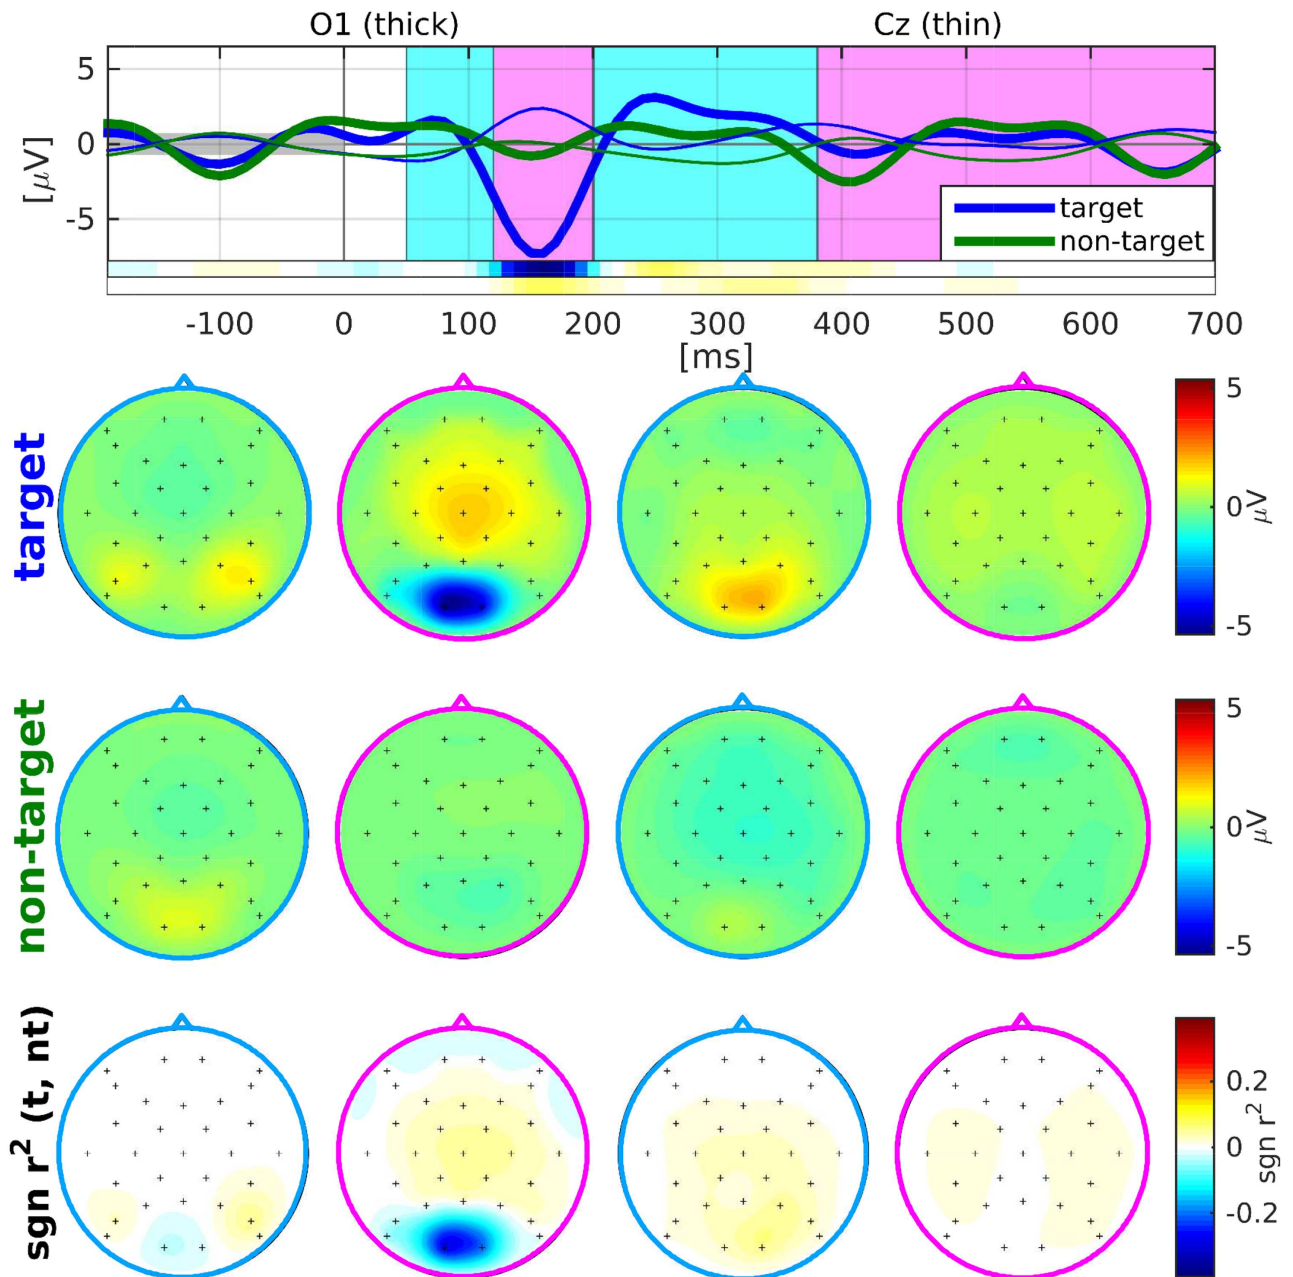 O1 (thick) Cz (thin)
5
0
-5
[μV]
target
non-target
-100 0 100 200 300 400 500 600 700
[ms]
target
5
0
-5
μV
non-target
5
0
-5
μV
sgn r² (t, nt)
0.2
0
-0.2
sgn r²